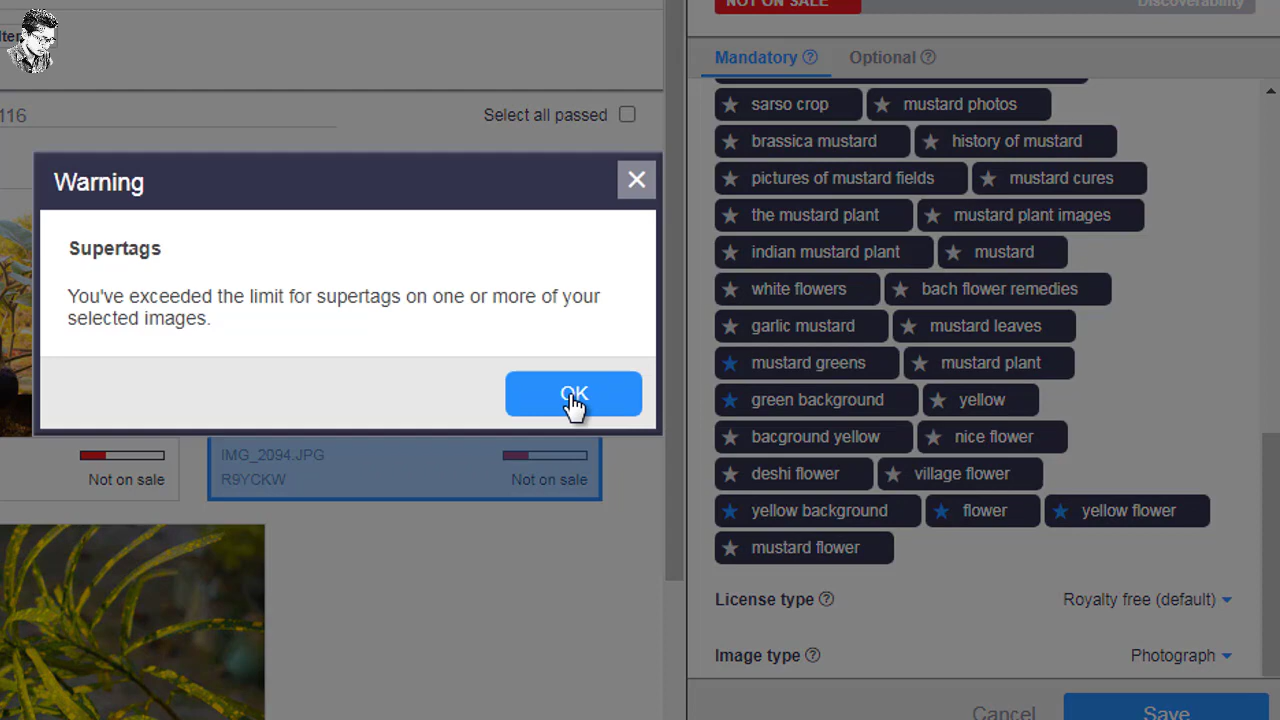 NOT ON SALE Discoverability
Mandatory Optional
116
Select all passed
sarso crop mustard photos
brassica mustard history of mustard
pictures of mustard fields mustard cures
the mustard plant mustard plant images
indian mustard plant mustard
white flowers bach flower remedies
garlic mustard mustard leaves
mustard greens mustard plant
green background yellow
bacground yellow nice flower
deshi flower village flower
yellow background flower yellow flower
mustard flower
License type Royalty free (default)
Image type Photograph
Cancel Save
Warning
Supertags
You've exceeded the limit for supertags on one or more of your
selected images.
OK
Not on sale
IMG_2094.JPG
R9YCKW Not on sale